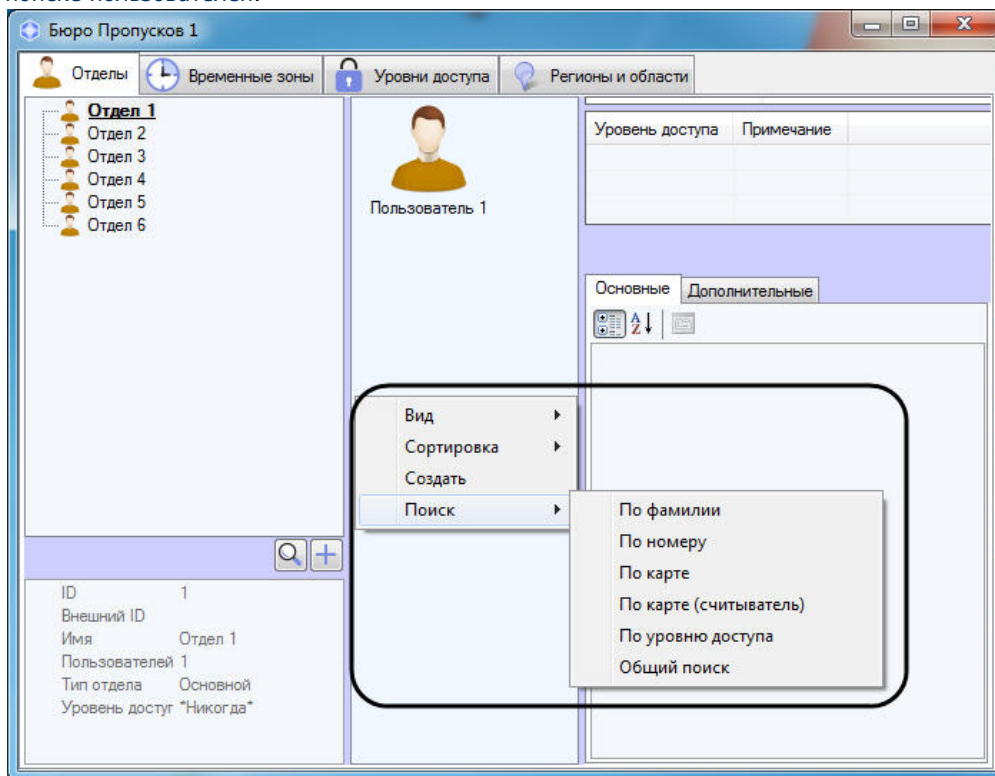 поиске пользователей.
Бюро Пропусков 1
Отделы
Временные зоны
Уровни доступа
Регионы и области
Отдел 1
Отдел 2
Отдел 3
Отдел 4
Отдел 5
Отдел 6
Пользователь 1
Уровень доступа Примечание
Основные Дополнительные
Вид
Сортировка
Создать
Поиск
По фамилии
По номеру
По карте
По карте (считыватель)
По уровню доступа
Общий поиск
ID 1
Внешний ID
Имя Отдел 1
Пользователей 1
Тип отдела Основной
Уровень доступ *Никогда*